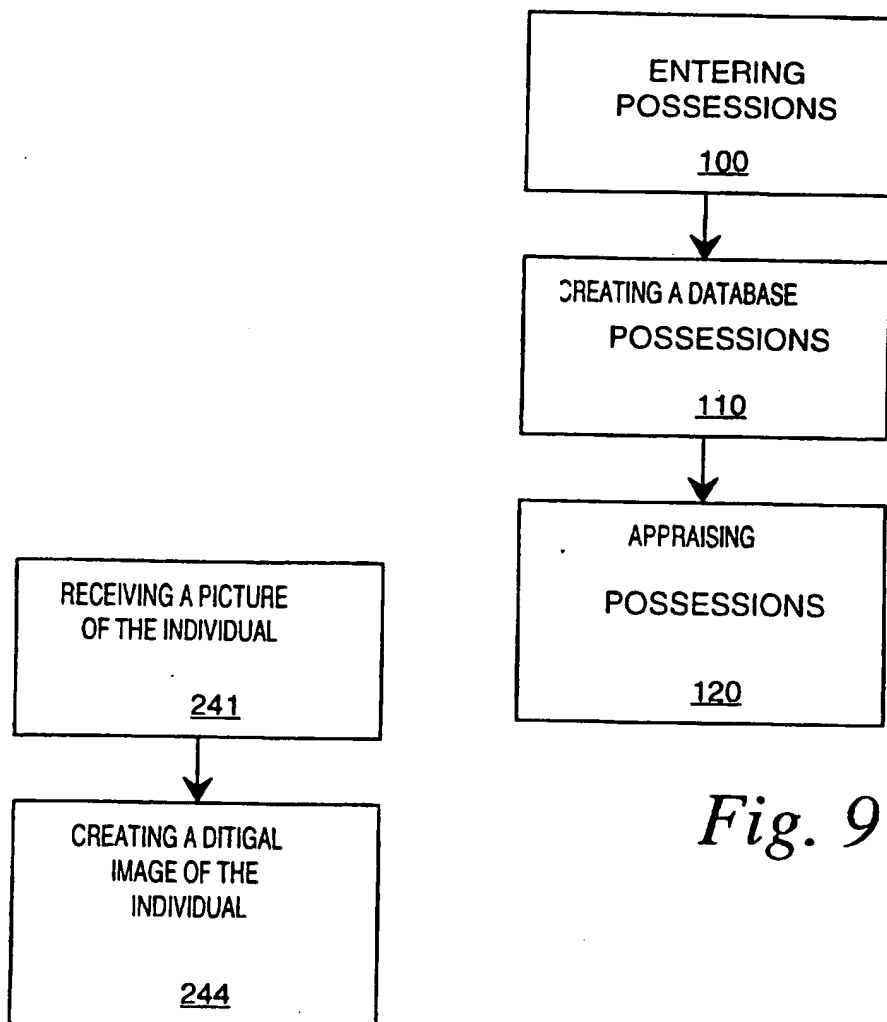 ENTERING
POSSESSIONS
100
CREATING A DATABASE
POSSESSIONS
110
APPRAISING
POSSESSIONS
120
Fig. 9
RECEIVING A PICTURE
OF THE INDIVIDUAL
241
CREATING A DITIGAL
IMAGE OF THE
INDIVIDUAL
244